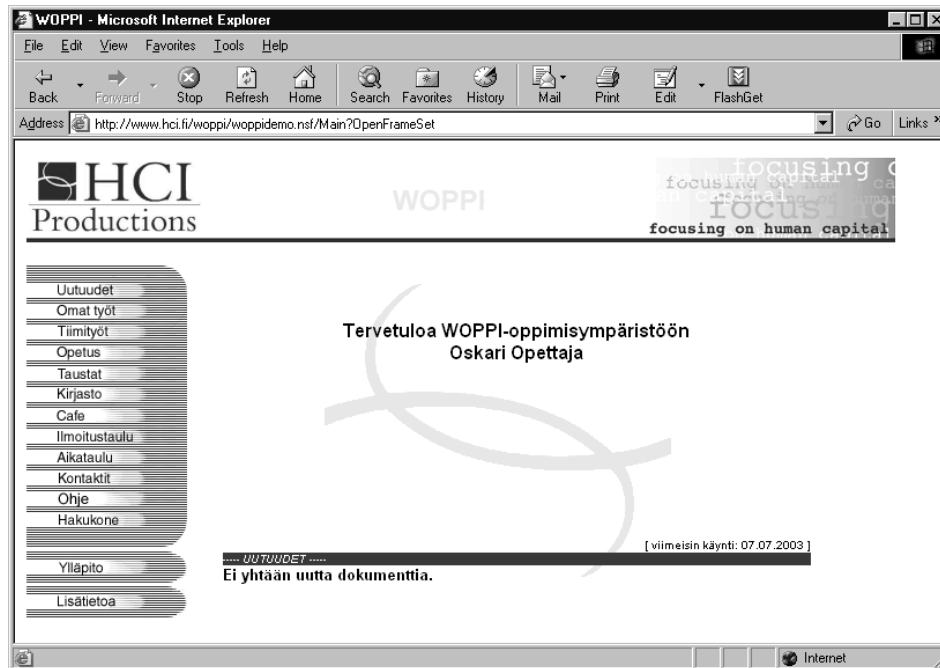 WOPPI - Microsoft Internet Explorer
File Edit View Favorites Tools Help
Back Forward Stop Refresh Home Search Favorites History Mail Print Edit FlashGet
Address http://www.hci.fi/woppi/woppidemo.nsf/Main?OpenFrameSet Go Links »
HCI
Productions
WOPPI
focusing on human capital
Uutuudet
Omat työt
Tiimityöt
Opetus
Taustat
Kirjasto
Cafe
Ilmoitustaulu
Aikataulu
Kontaktit
Ohje
Hakukone
Ylläpito
Lisätietoa
Tervetuloa WOPPI-oppimisympäristöön
Oskari Opettaja
[ viimeisin käynti: 07.07.2003 ]
----- UUTUUDET -----
Ei yhtään uutta dokumenttia.
Internet